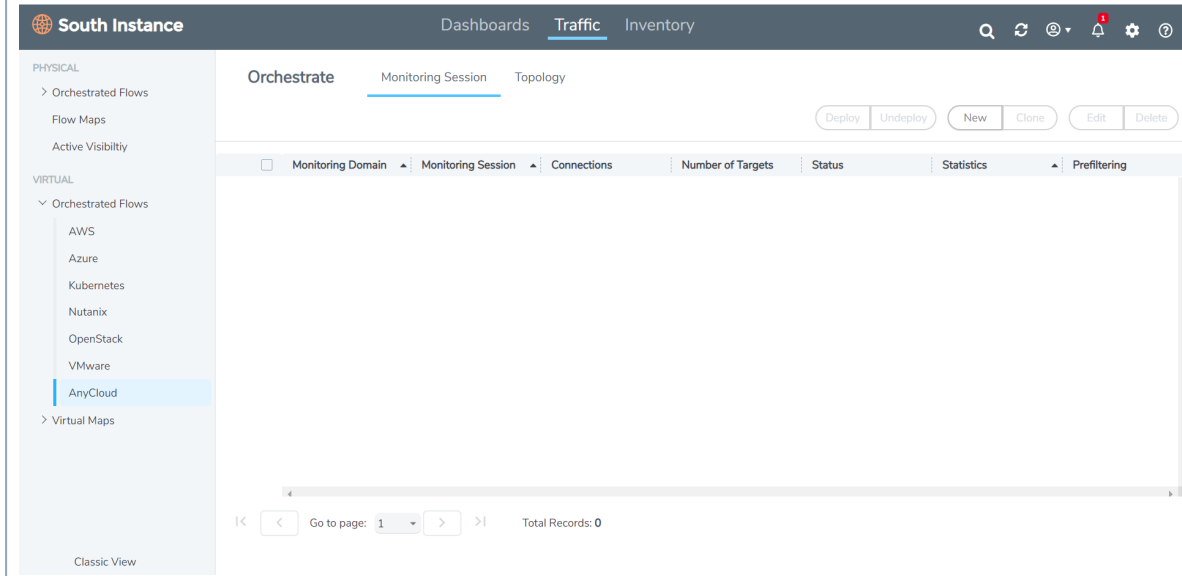 South Instance
Dashboards Traffic Inventory
1
PHYSICAL
Orchestrated Flows
Flow Maps
Active Visibiltiy
VIRTUAL
Orchestrated Flows
AWS
Azure
Kubernetes
Nutanix
OpenStack
VMware
AnyCloud
Virtual Maps
Classic View
Orchestrate Monitoring Session Topology
Deploy Undeploy New Clone Edit Delete
Monitoring Domain Monitoring Session Connections Number of Targets Status Statistics Prefiltering
Go to page: 1 Total Records: 0